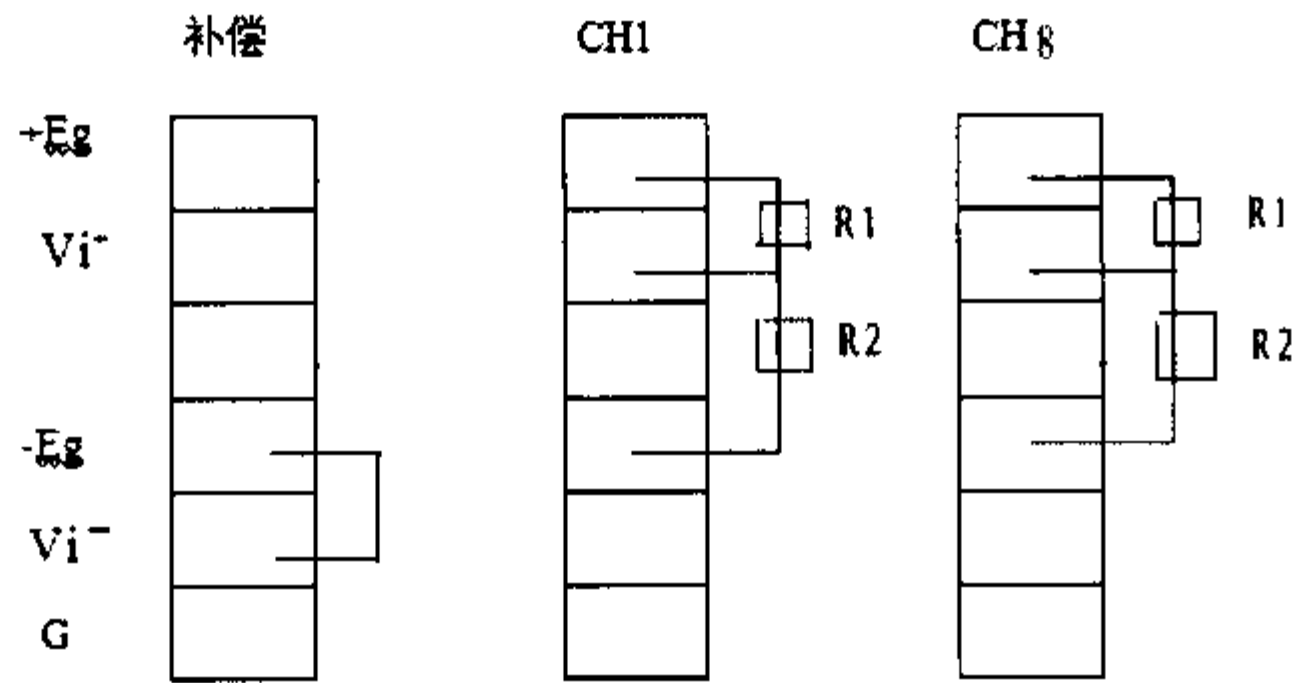 补偿 CH1 CH8
+Eg
Vi+ R1 R1
R2 R2
-Eg
Vi-
G